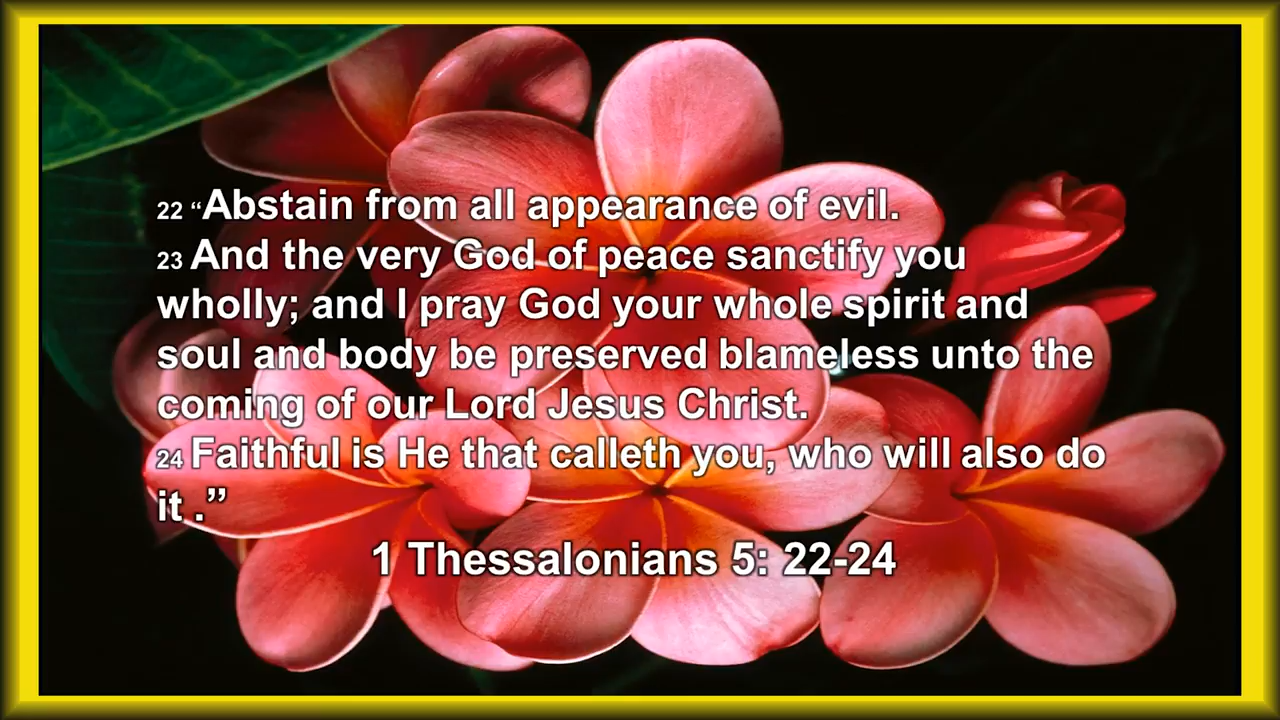 22 “Abstain from all appearance of evil.
23 And the very God of peace sanctify you
wholly; and I pray God your whole spirit and
soul and body be preserved blameless unto the
coming of our Lord Jesus Christ.
24 Faithful is He that calleth you, who will also do
it .”
1 Thessalonians 5: 22-24